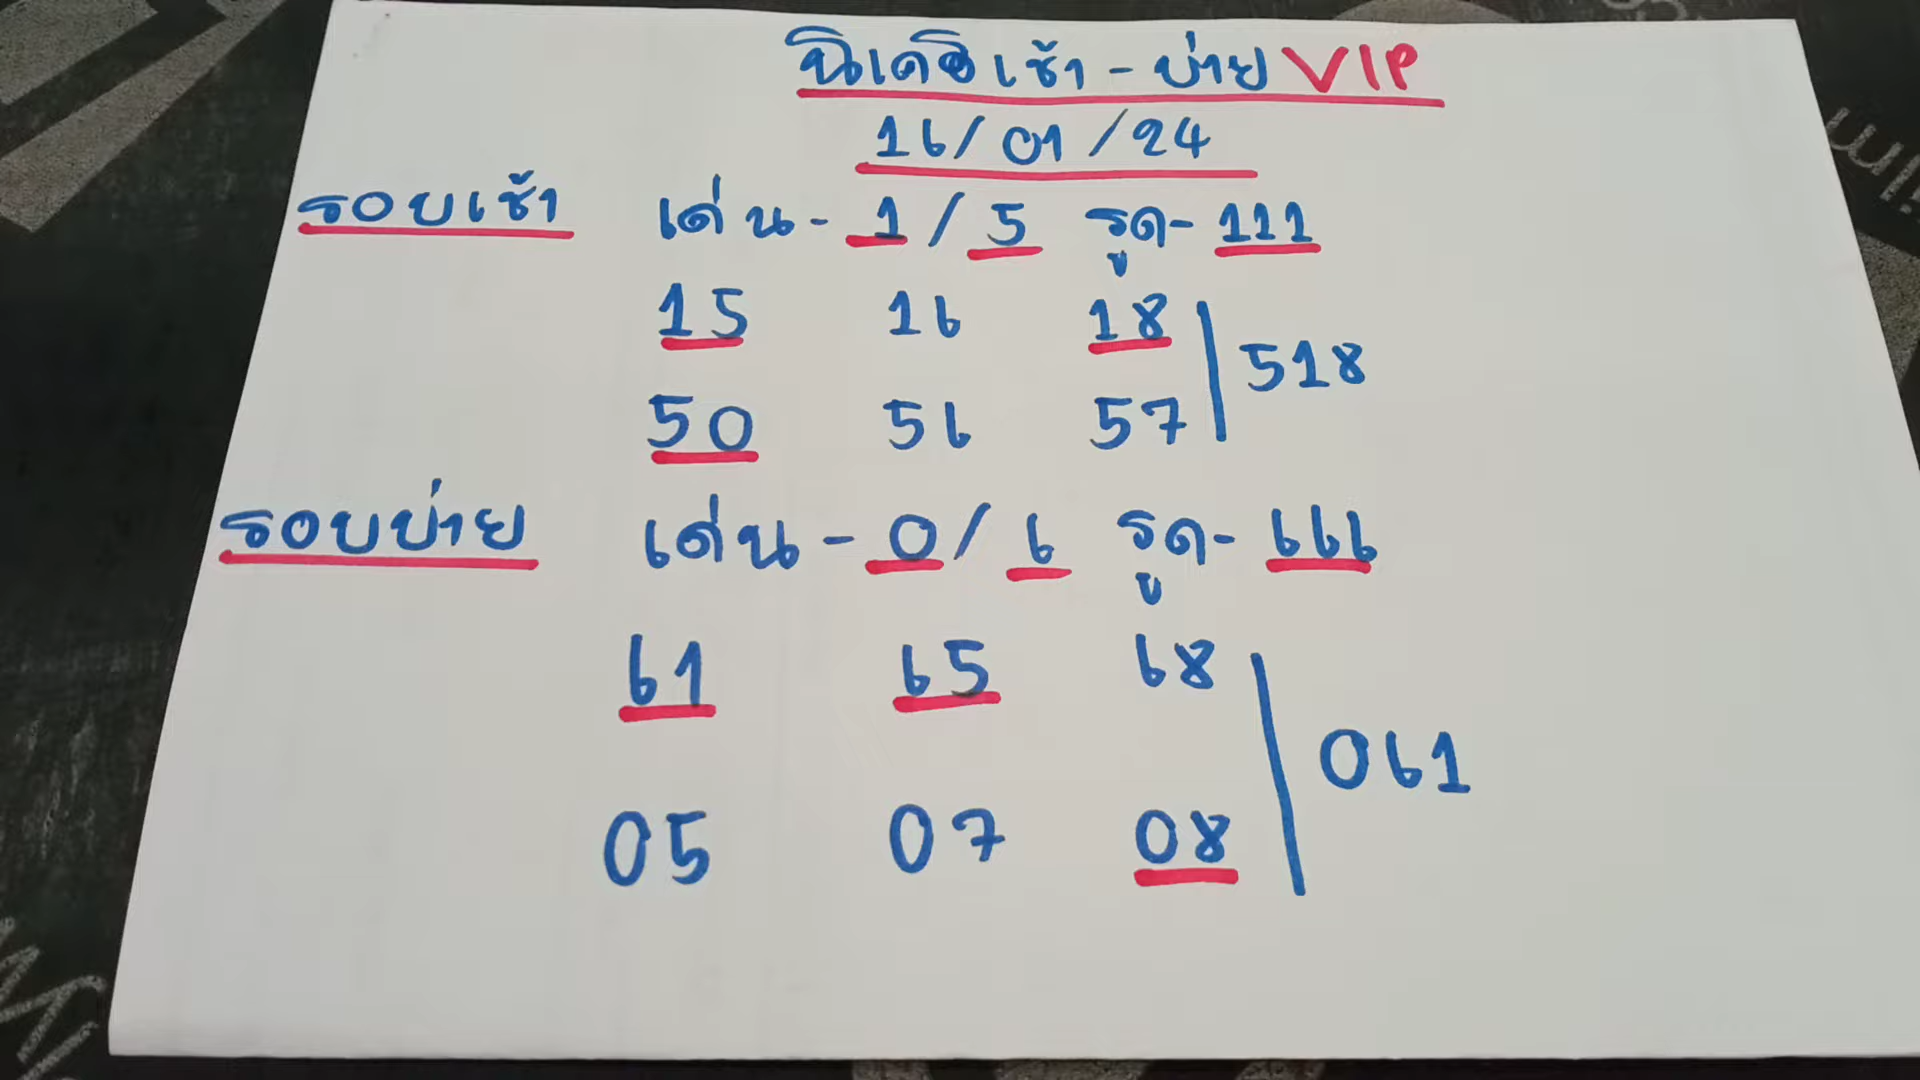 นิเคอิเช้า - บ่าย VIP
16/01/24
รอบเช้า เด่น - 1 / 5 รูด - 111
15 16 18
518
50 56 57
รอบบ่าย เด่น - 0 / 6 รูด - 666
61 65 68
061
05 07 08